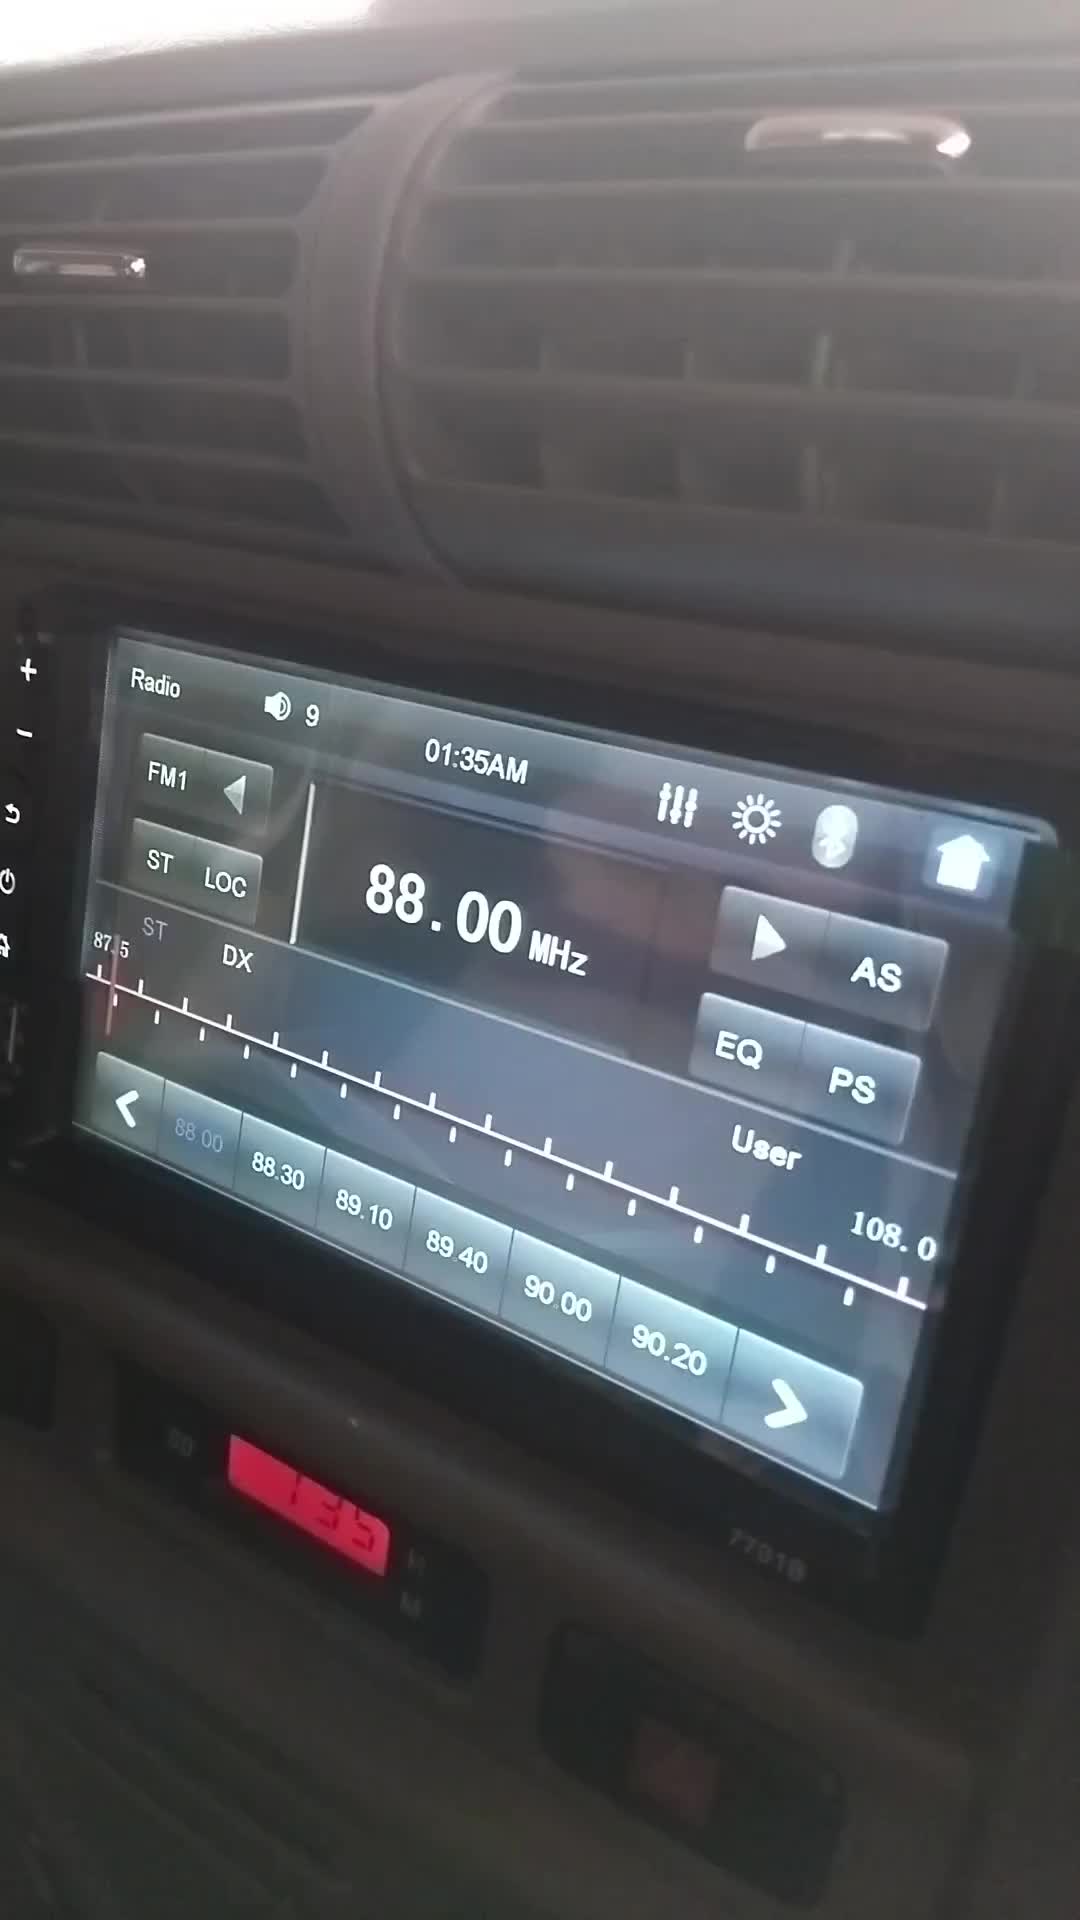 Radio
9
01:35AM
FM1
ST LOC
88.00 MHz
AS
EQ PS
ST
DX
User
87.5
108.0
88.00 88.30 89.10 89.40 90.00 90.20
7701B
135
H
M